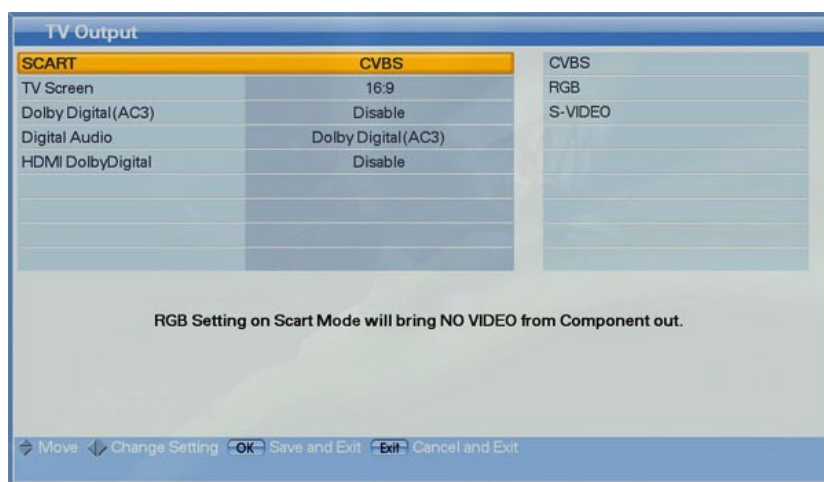 TV Output
SCART CVBS CVBS
TV Screen 16:9 RGB
Dolby Digital(AC3) Disable S-VIDEO
Digital Audio Dolby Digital(AC3)
HDMI DolbyDigital Disable
RGB Setting on Scart Mode will bring NO VIDEO from Component out.
Move Change Setting OK Save and Exit Exit Cancel and Exit